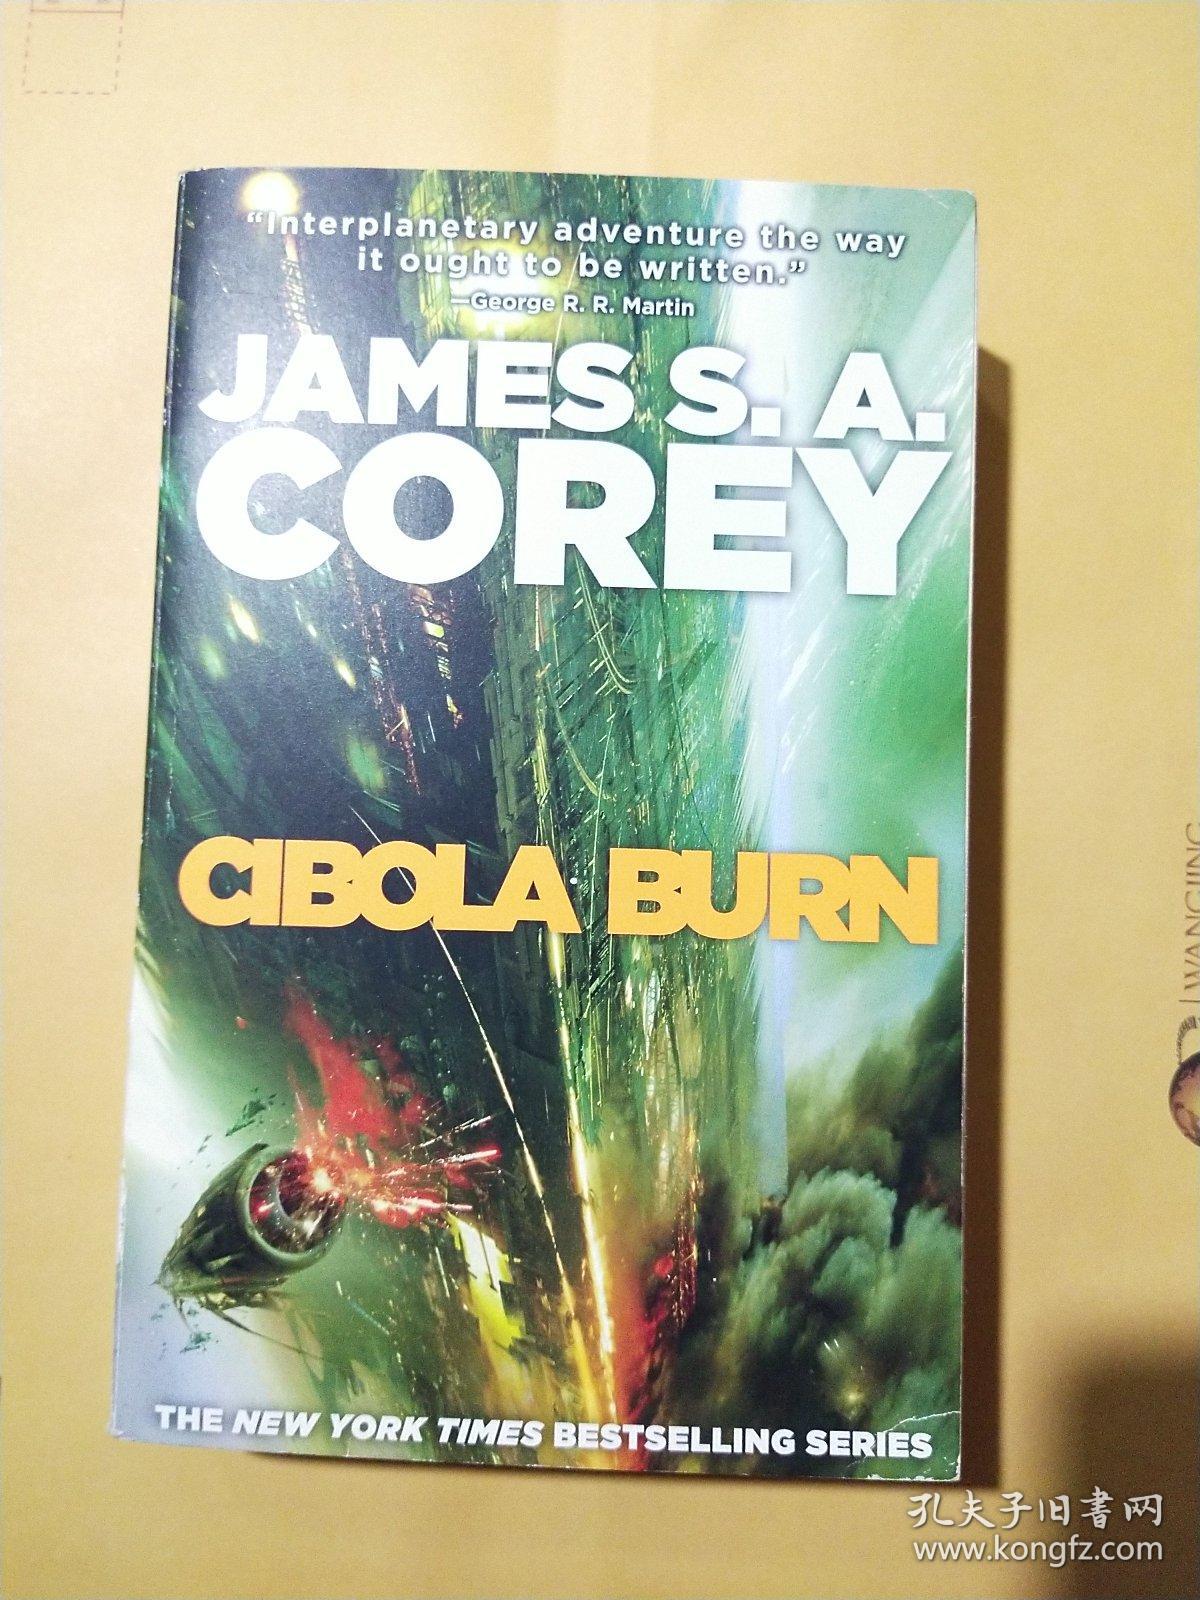 “Interplanetary adventure the way
it ought to be written.”
—George R. R. Martin
JAMES S. A.
COREY
CIBOLA BURN
THE NEW YORK TIMES BESTSELLING SERIES
WANGJING
孔夫子旧书网
www.kongfz.com